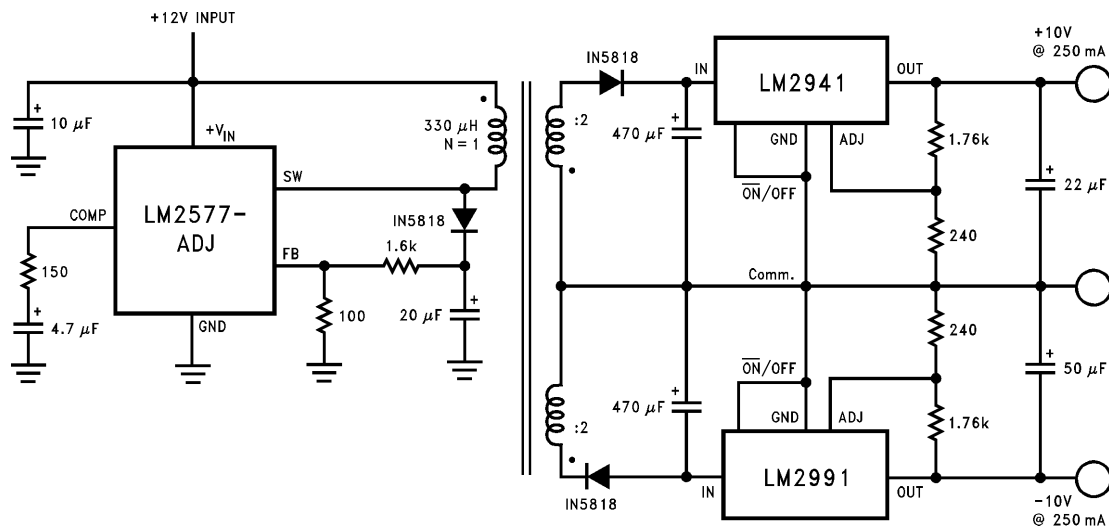 +12V INPUT
+
10 μF
+VIN
330 μH
N = 1
LM2577-
ADJ
COMP
SW
FB
GND
150
+
4.7 μF
IN5818
1.6k
100
20 μF
+
IN5818
:2
470 μF
+
IN
LM2941
OUT
GND
ADJ
ON/OFF
1.76k
240
+
22 μF
+10V
@ 250 mA
Comm.
:2
IN5818
470 μF
+
ON/OFF
GND
ADJ
IN
LM2991
OUT
240
1.76k
+
50 μF
-10V
@ 250 mA